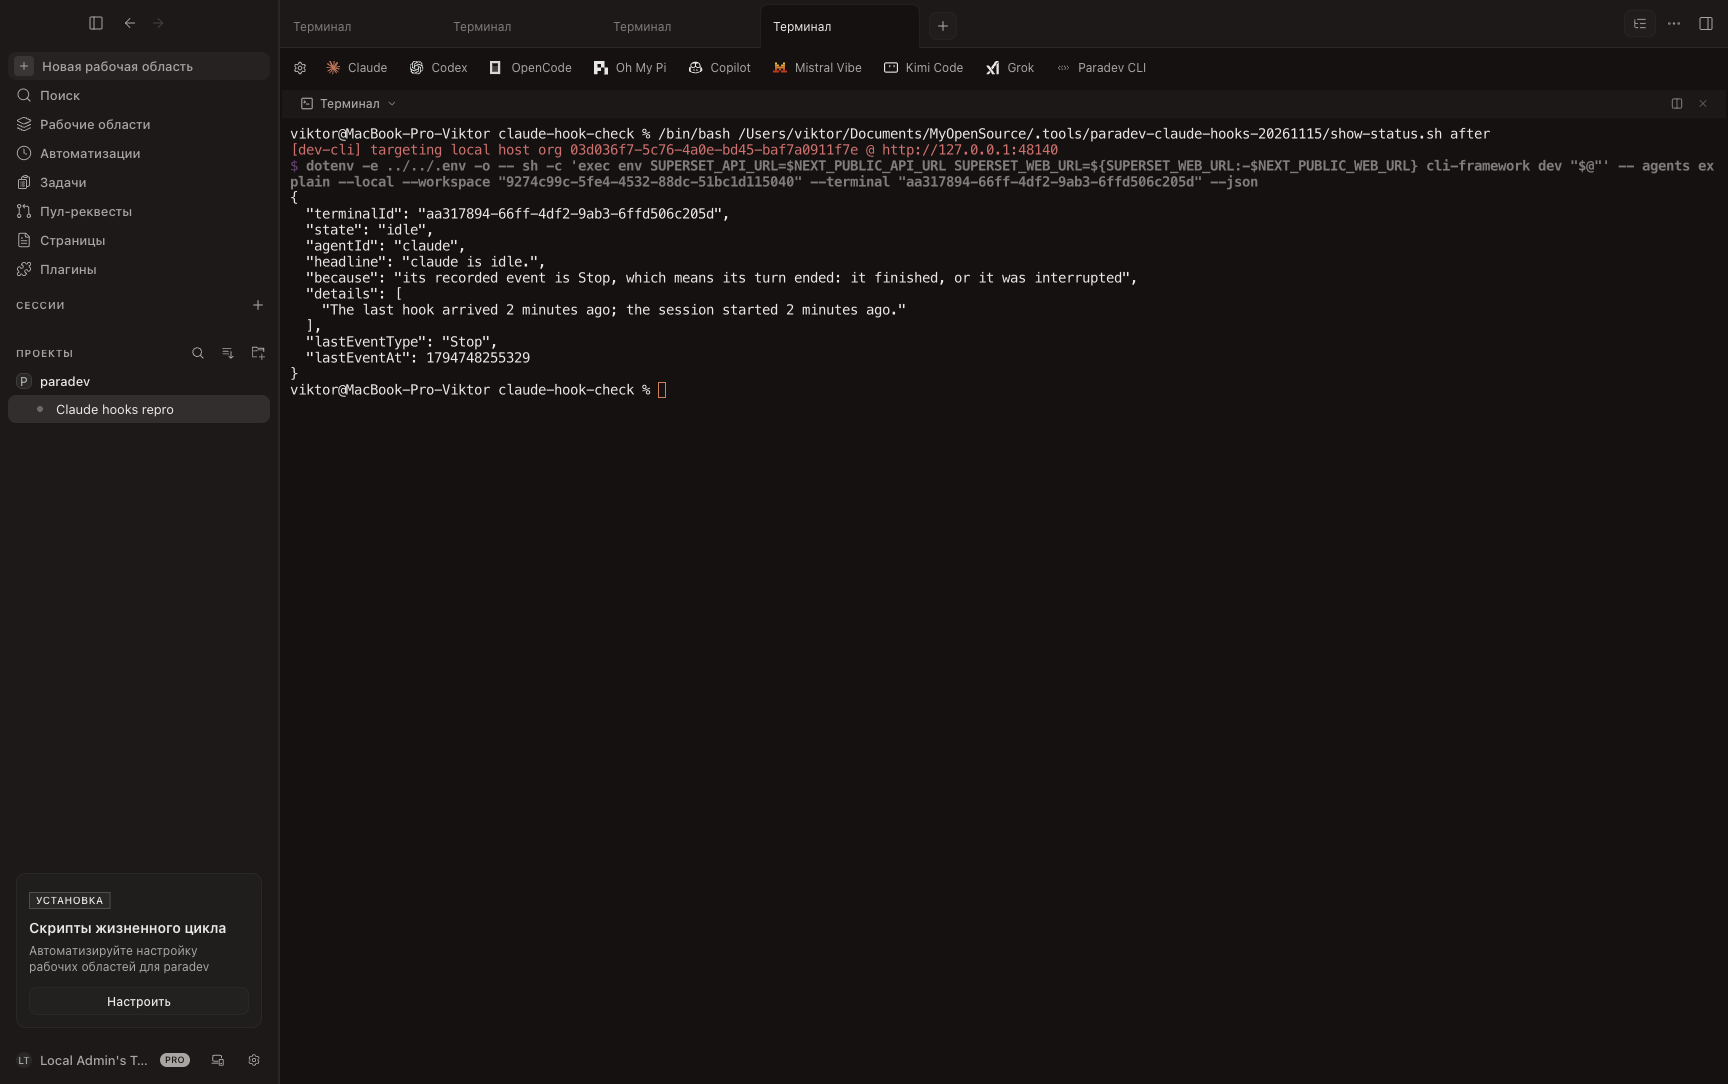 Новая рабочая область
Поиск
Рабочие области
Автоматизации
Задачи
Пул-реквесты
Страницы
Плагины
СЕССИИ
ПРОЕКТЫ
P paradev
Claude hooks repro
УСТАНОВКА
Скрипты жизненного цикла
Автоматизируйте настройку
рабочих областей для paradev
Настроить
LT Local Admin's T... PRO
Терминал Терминал Терминал Терминал
Claude Codex OpenCode Oh My Pi Copilot Mistral Vibe Kimi Code Grok Paradev CLI
Терминал
viktor@MacBook-Pro-Viktor claude-hook-check % /bin/bash /Users/viktor/Documents/MyOpenSource/.tools/paradev-claude-hooks-20261115/show-status.sh after
[dev-cli] targeting local host org 03d036f7-5c76-4a0e-bd45-baf7a0911f7e @ http://127.0.0.1:48140
$ dotenv -e ../../.env -o -- sh -c 'exec env SUPERSET_API_URL=$NEXT_PUBLIC_API_URL SUPERSET_WEB_URL=${SUPERSET_WEB_URL:-$NEXT_PUBLIC_WEB_URL} cli-framework dev "$@"' -- agents ex
plain --local --workspace "9274c99c-5fe4-4532-88dc-51bc1d115040" --terminal "aa317894-66ff-4df2-9ab3-6ffd506c205d" --json
{
  "terminalId": "aa317894-66ff-4df2-9ab3-6ffd506c205d",
  "state": "idle",
  "agentId": "claude",
  "headline": "claude is idle.",
  "because": "its recorded event is Stop, which means its turn ended: it finished, or it was interrupted",
  "details": [
    "The last hook arrived 2 minutes ago; the session started 2 minutes ago."
  ],
  "lastEventType": "Stop",
  "lastEventAt": 1794748255329
}
viktor@MacBook-Pro-Viktor claude-hook-check %